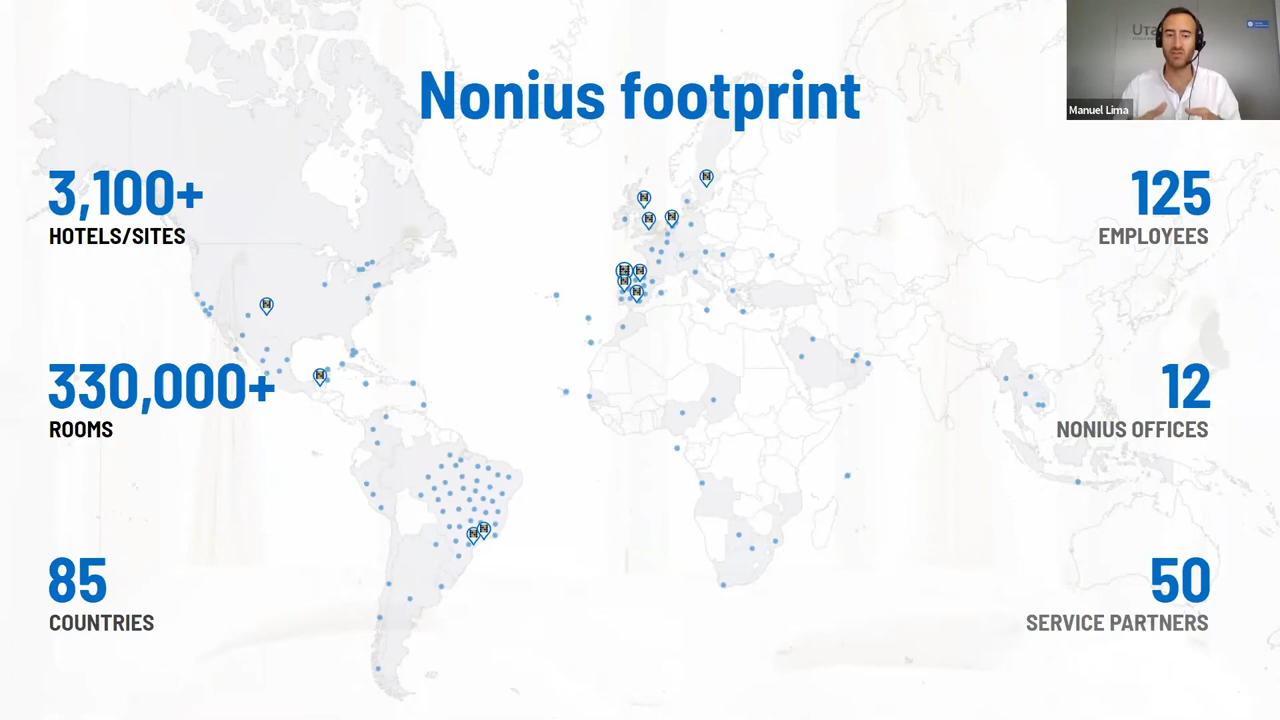 Nonius footprint
Manuel Lima
3,100+
HOTELS/SITES
125
EMPLOYEES
330,000+
ROOMS
12
NONIUS OFFICES
85
COUNTRIES
50
SERVICE PARTNERS